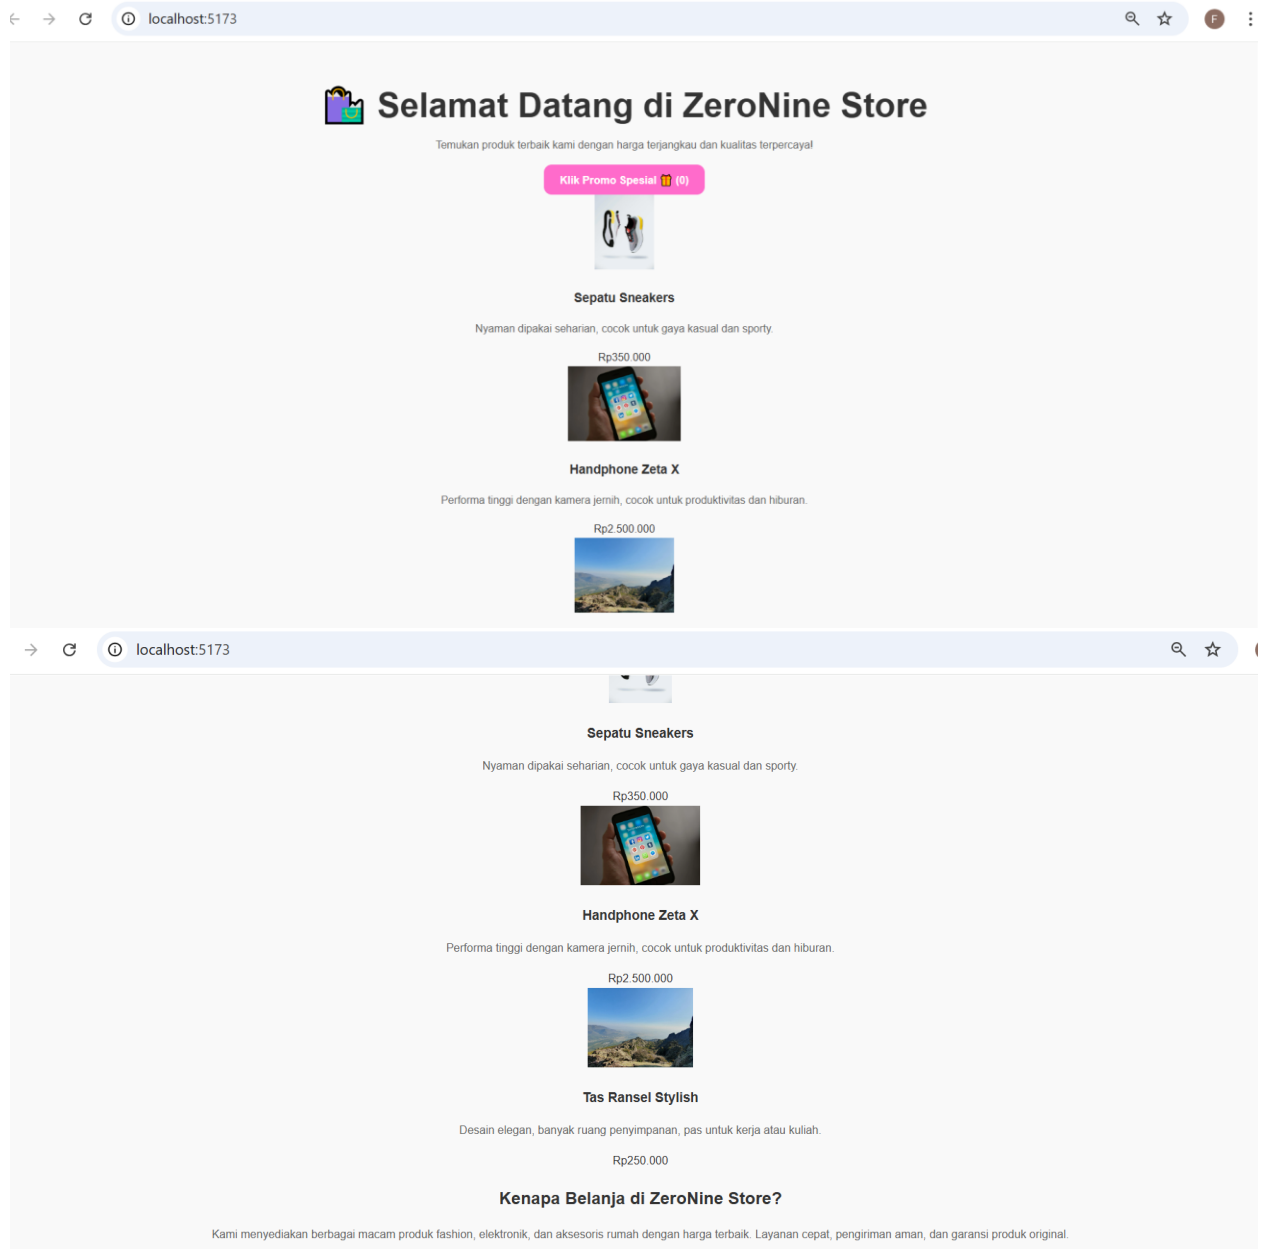 localhost:5173
F
🛍️ Selamat Datang di ZeroNine Store
Temukan produk terbaik kami dengan harga terjangkau dan kualitas terpercaya!
Klik Promo Spesial 🎁 (0)
Sepatu Sneakers
Nyaman dipakai seharian, cocok untuk gaya kasual dan sporty.
Rp350.000
Handphone Zeta X
Performa tinggi dengan kamera jernih, cocok untuk produktivitas dan hiburan.
Rp2.500.000
localhost:5173
Sepatu Sneakers
Nyaman dipakai seharian, cocok untuk gaya kasual dan sporty.
Rp350.000
Handphone Zeta X
Performa tinggi dengan kamera jernih, cocok untuk produktivitas dan hiburan.
Rp2.500.000
Tas Ransel Stylish
Desain elegan, banyak ruang penyimpanan, pas untuk kerja atau kuliah.
Rp250.000
Kenapa Belanja di ZeroNine Store?
Kami menyediakan berbagai macam produk fashion, elektronik, dan aksesoris rumah dengan harga terbaik. Layanan cepat, pengiriman aman, dan garansi produk original.